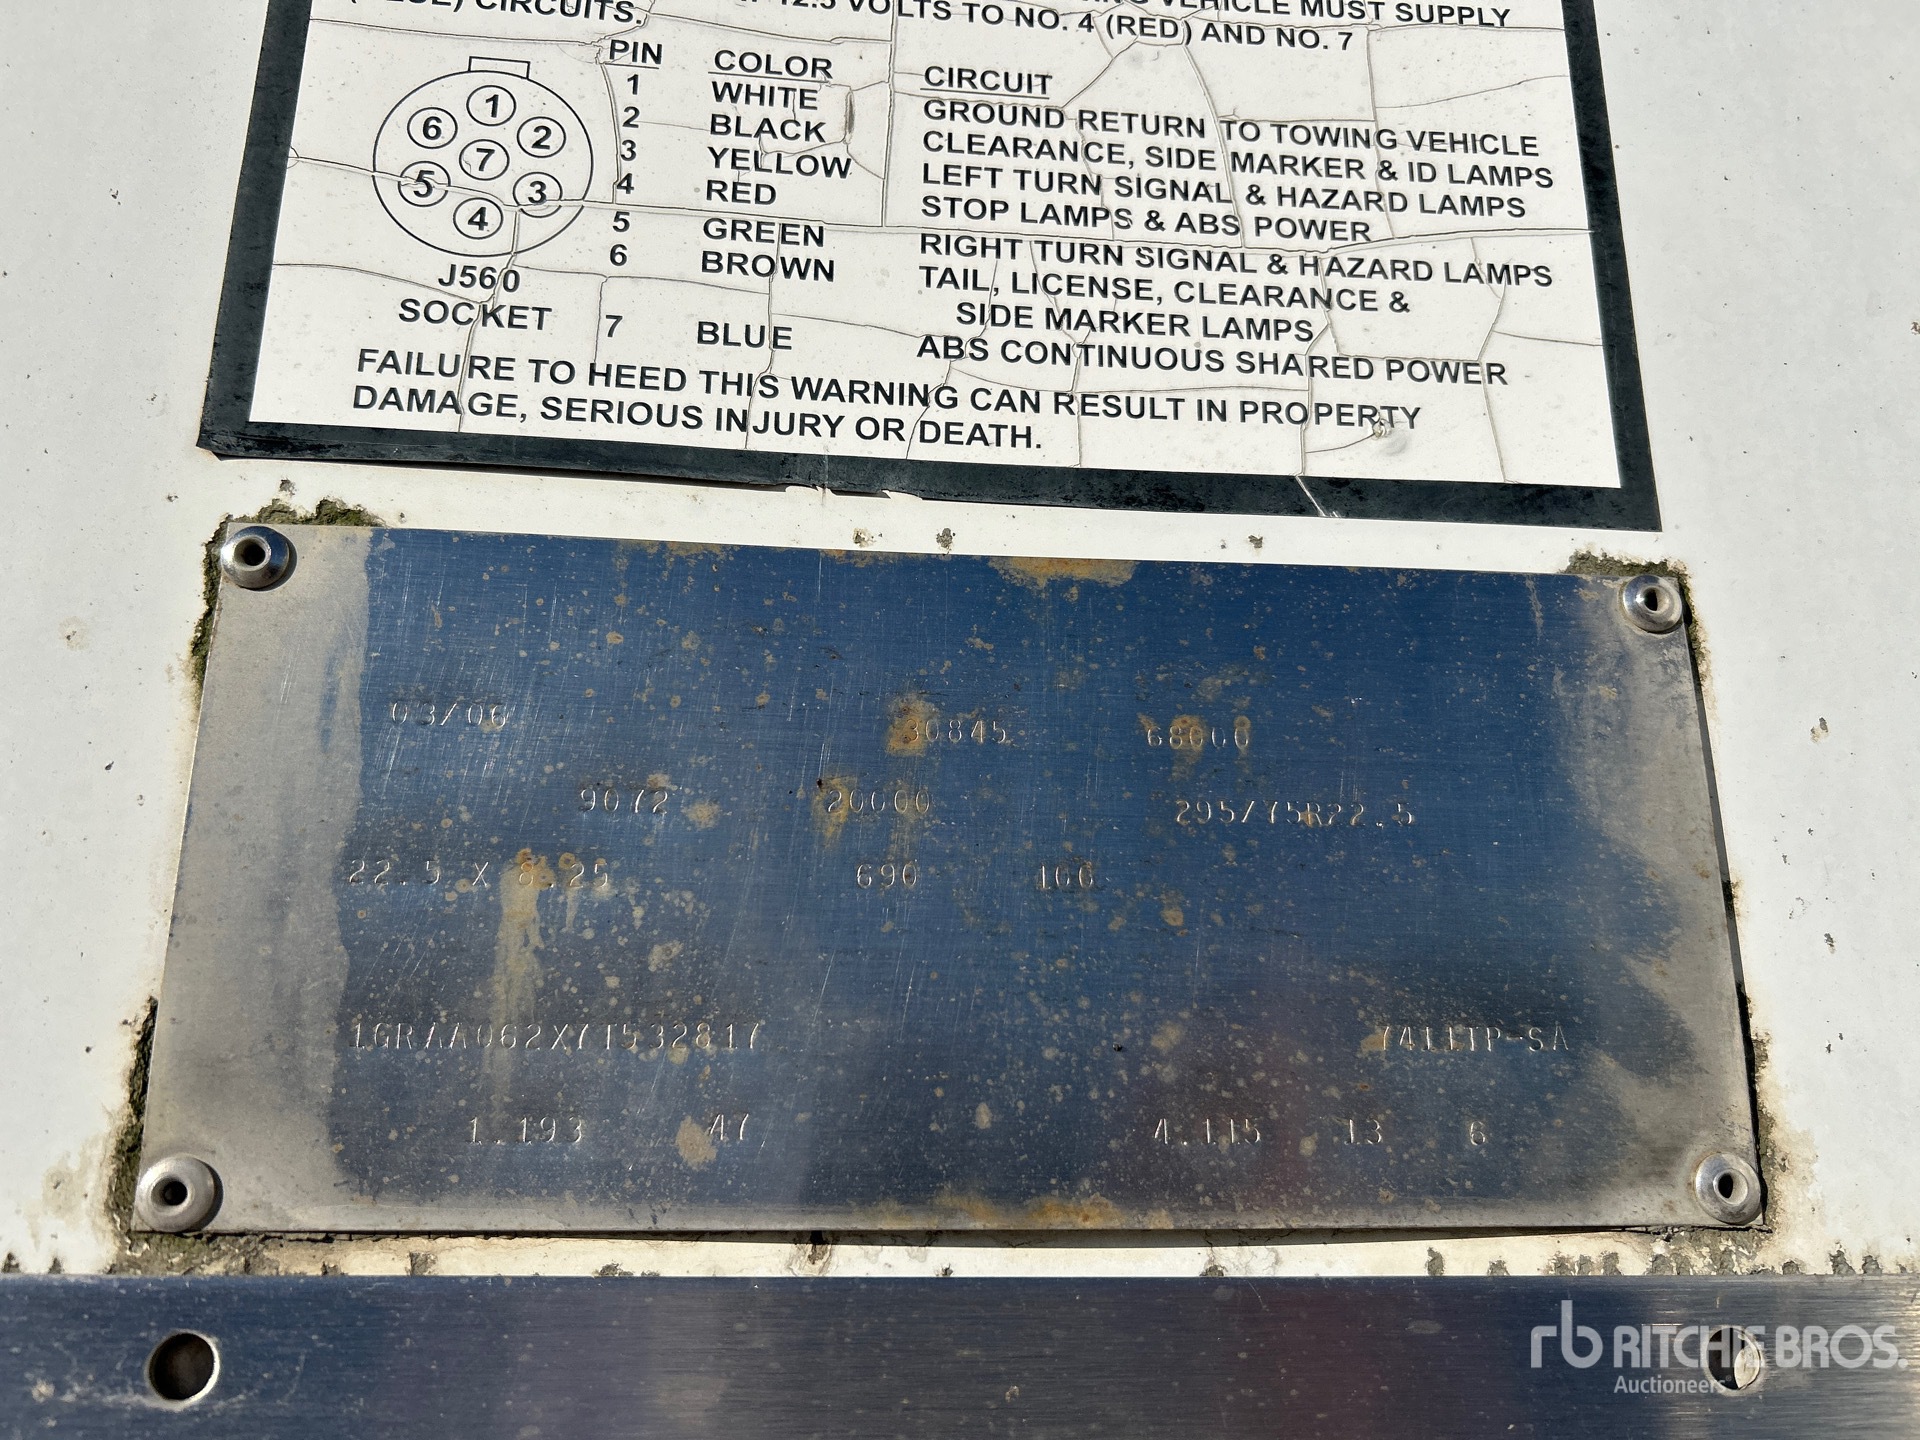 VEHICLE MUST SUPPLY
12.5 VOLTS TO NO. 4 (RED) AND NO. 7
(BLUE) CIRCUITS.
PIN COLOR CIRCUIT
1 WHITE GROUND RETURN TO TOWING VEHICLE
2 BLACK CLEARANCE, SIDE MARKER & ID LAMPS
3 YELLOW LEFT TURN SIGNAL & HAZARD LAMPS
4 RED STOP LAMPS & ABS POWER
5 GREEN RIGHT TURN SIGNAL & HAZARD LAMPS
6 BROWN TAIL, LICENSE, CLEARANCE &
SIDE MARKER LAMPS
7 BLUE ABS CONTINUOUS SHARED POWER
1
6 2
7
5 3
4
J560
SOCKET
FAILURE TO HEED THIS WARNING CAN RESULT IN PROPERTY
DAMAGE, SERIOUS INJURY OR DEATH.
03/06 30845 68000
9072 20000 295/75R22.5
22.5 X 8.25 690 100
1GRAA062X7T532817 7411TP-SA
1.193 47 4.115 13 6
rb RITCHIE BROS.
Auctioneers